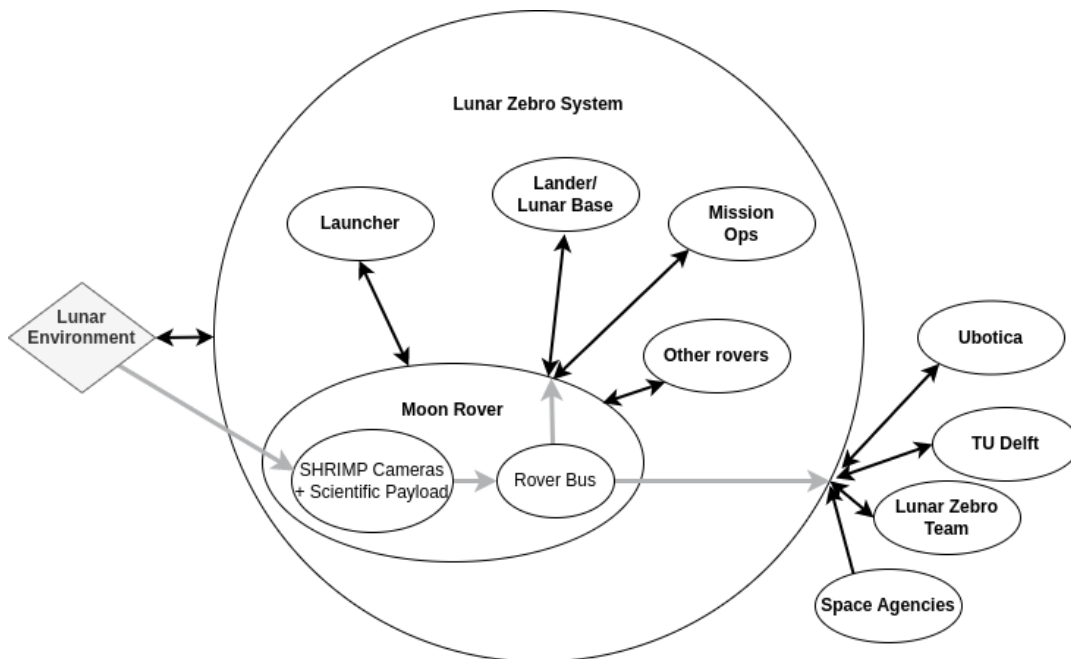 Lunar Zebro System
Launcher
Lander/
Lunar Base
Mission
Ops
Lunar
Environment
Other rovers
Ubotica
Moon Rover
TU Delft
SHRIMP Cameras
+ Scientific Payload
Rover Bus
Lunar Zebro
Team
Space Agencies